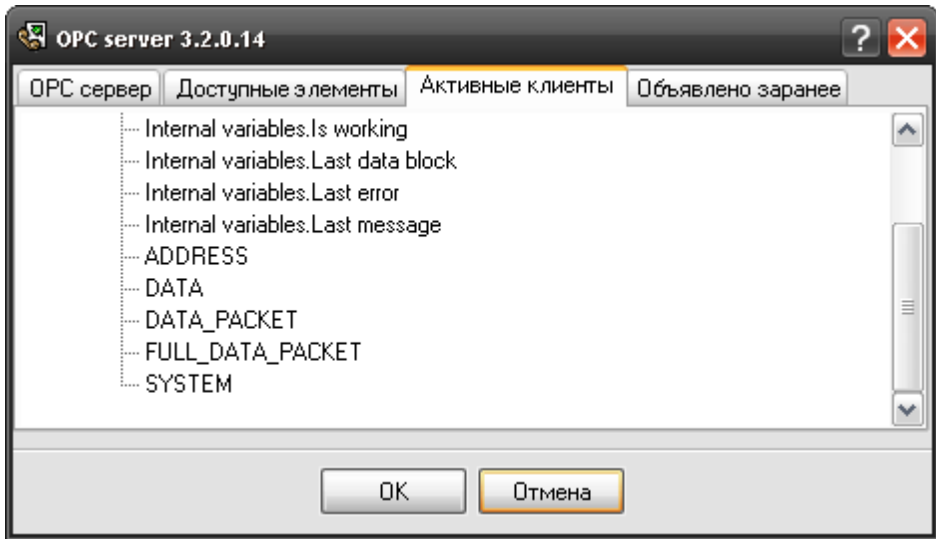 OPC server 3.2.0.14
OPC сервер Доступные элементы Активные клиенты Объявлено заранее
Internal variables.Is working
Internal variables.Last data block
Internal variables.Last error
Internal variables.Last message
ADDRESS
DATA
DATA_PACKET
FULL_DATA_PACKET
SYSTEM
OK Отмена